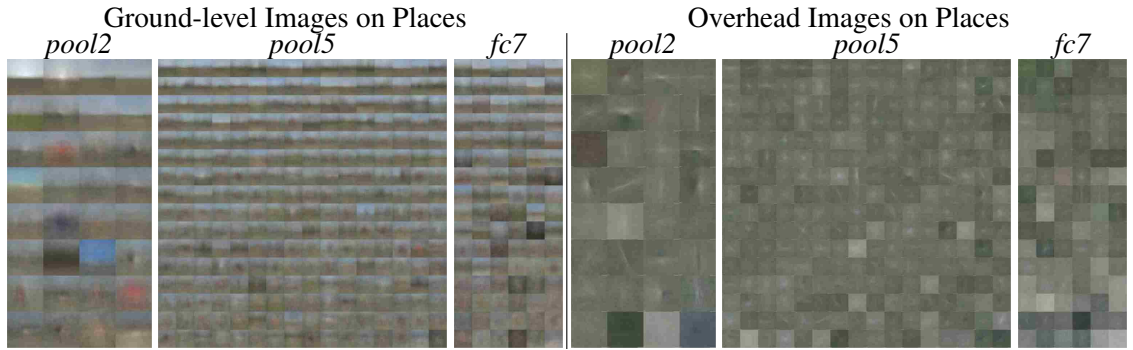 Ground-level Images on Places
pool2 pool5 fc7
Overhead Images on Places
pool2 pool5 fc7